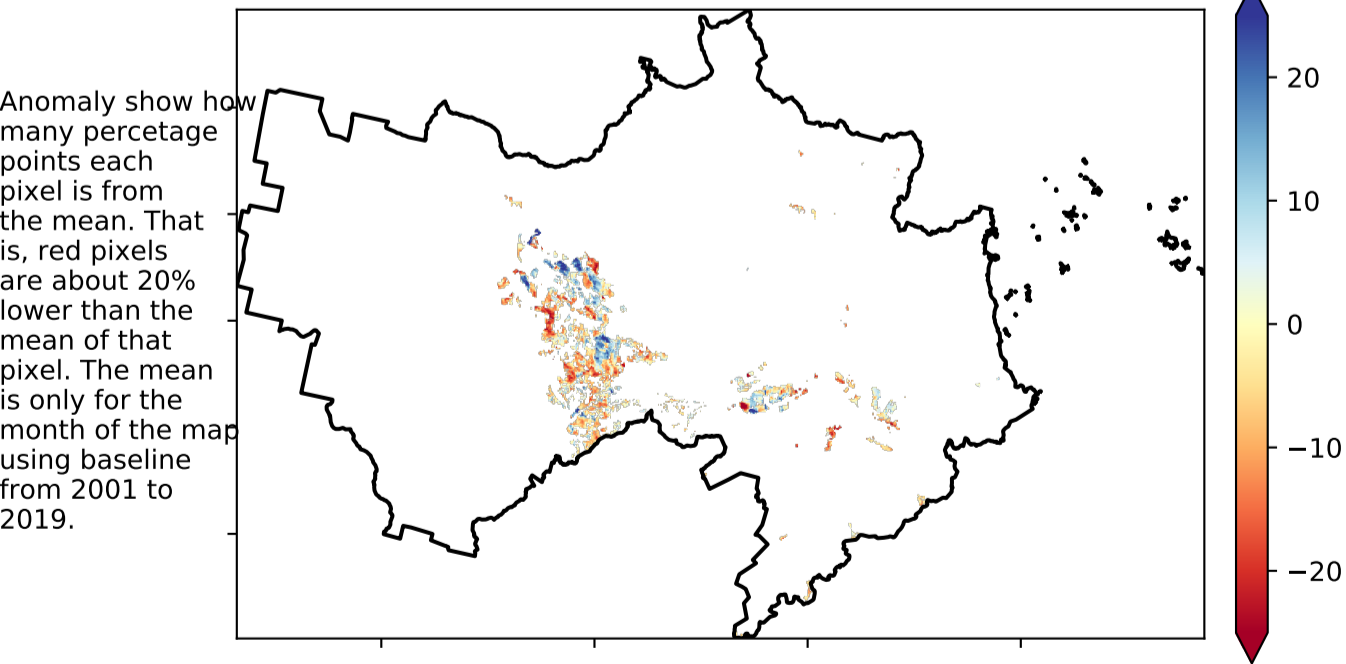 Anomaly show how
many percetage
points each
pixel is from
the mean. That
is, red pixels
are about 20%
lower than the
mean of that
pixel. The mean
is only for the
month of the map
using baseline
from 2001 to
2019.
20
10
0
−10
−20